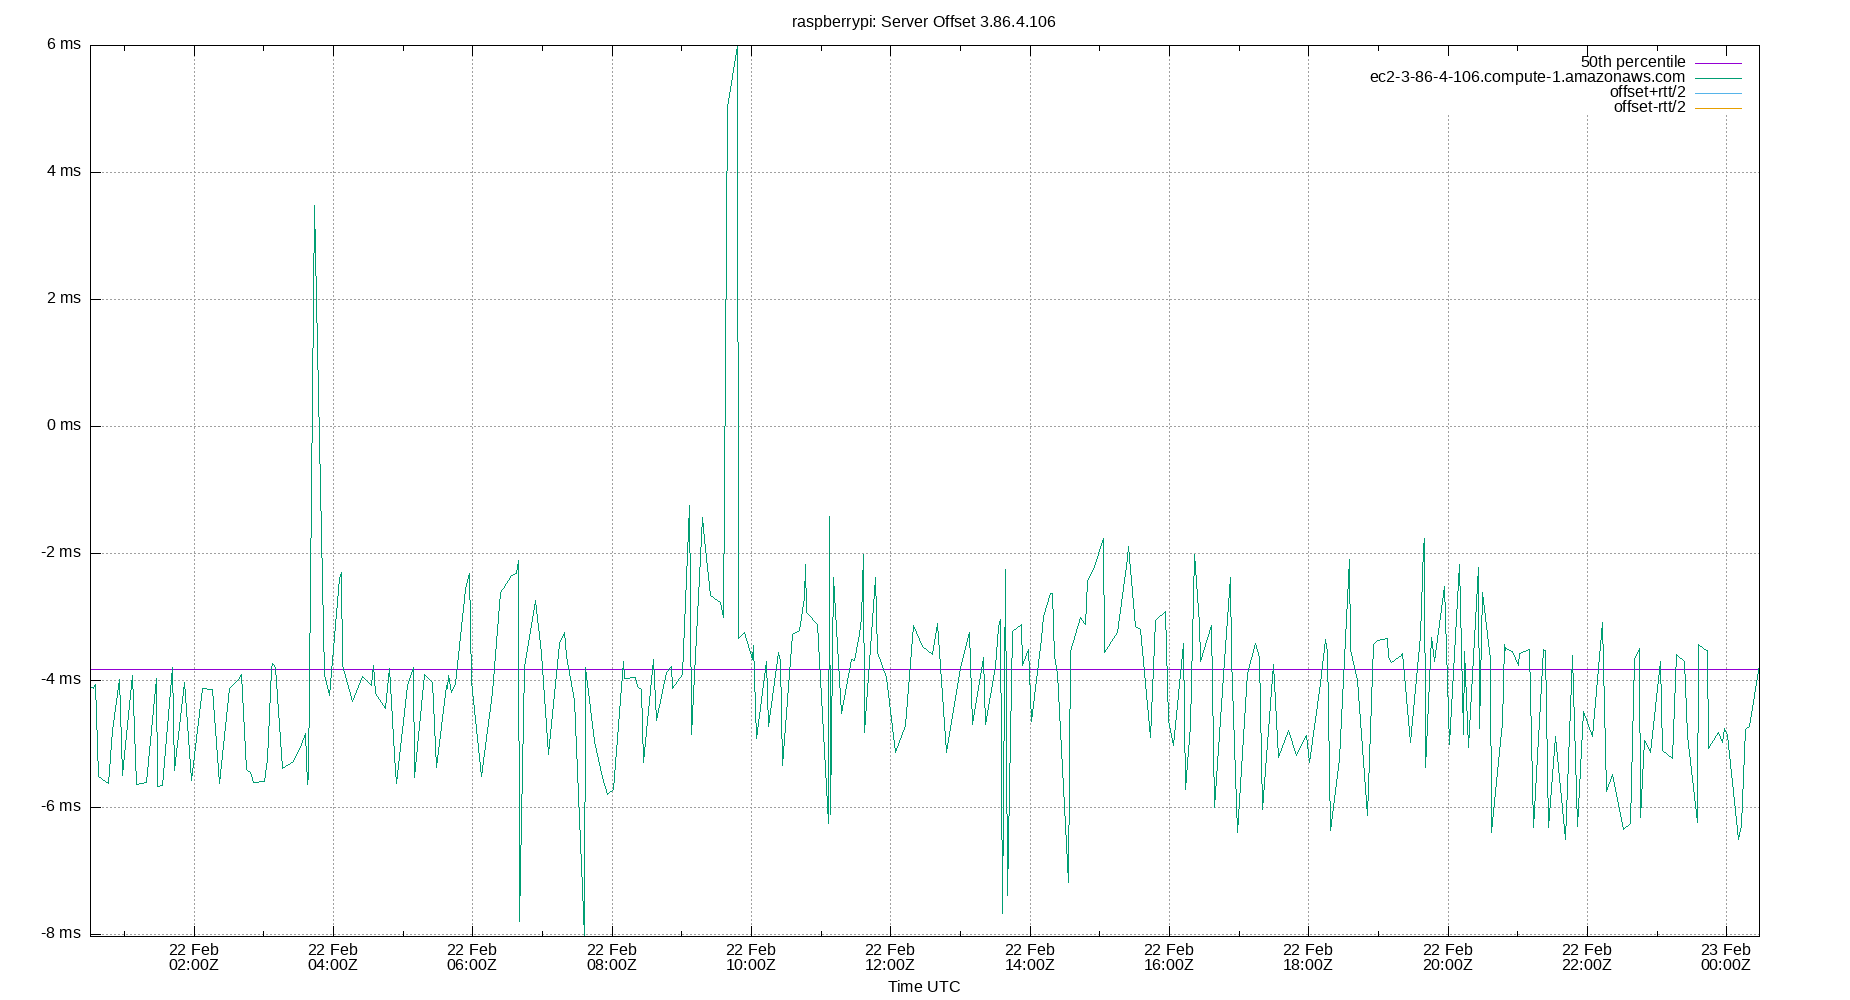 raspberrypi: Server Offset 3.86.4.106
6 ms
4 ms
2 ms
0 ms
-2 ms
-4 ms
-6 ms
-8 ms
50th percentile
ec2-3-86-4-106.compute-1.amazonaws.com
offset+rtt/2
offset-rtt/2
22 Feb 22 Feb 22 Feb 22 Feb 22 Feb 22 Feb 22 Feb 22 Feb 22 Feb 22 Feb 22 Feb 23 Feb
02:00Z 04:00Z 06:00Z 08:00Z 10:00Z 12:00Z 14:00Z 16:00Z 18:00Z 20:00Z 22:00Z 00:00Z
Time UTC